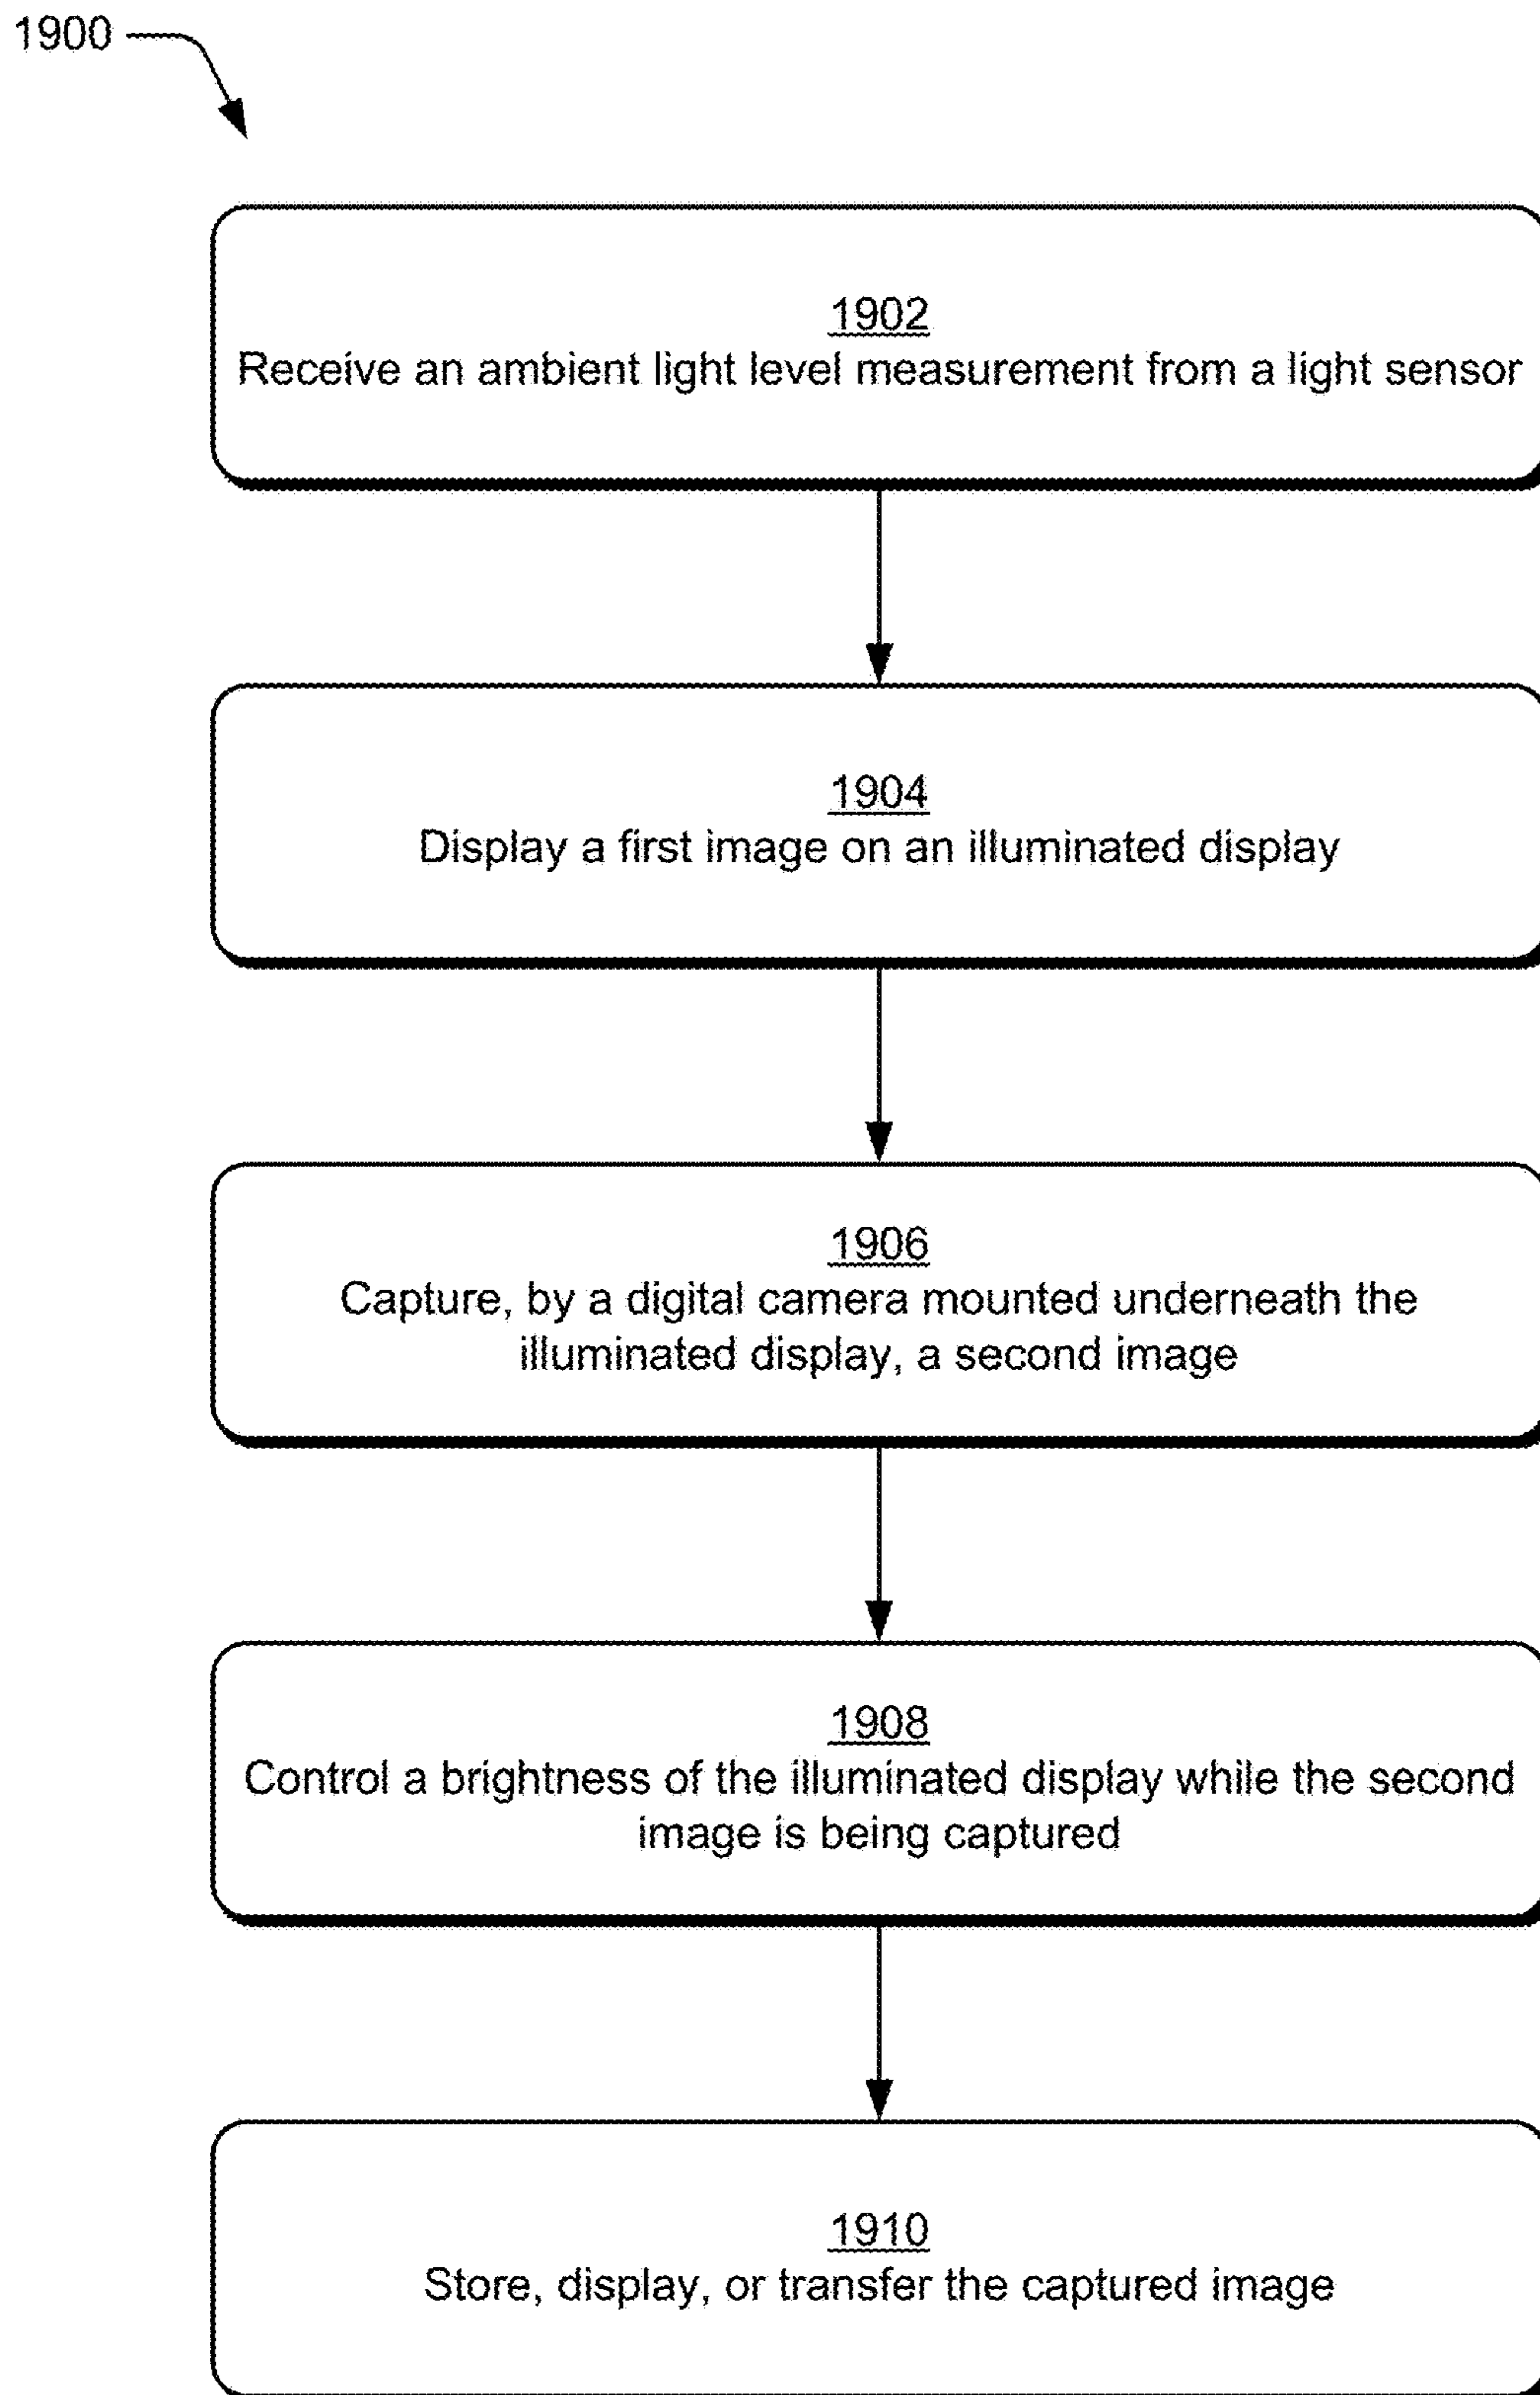 1900
1902
Receive an ambient light level measurement from a light sensor
1904
Display a first image on an illuminated display
1906
Capture, by a digital camera mounted underneath the
illuminated display, a second image
1908
Control a brightness of the illuminated display while the second
image is being captured
1910
Store, display, or transfer the captured image